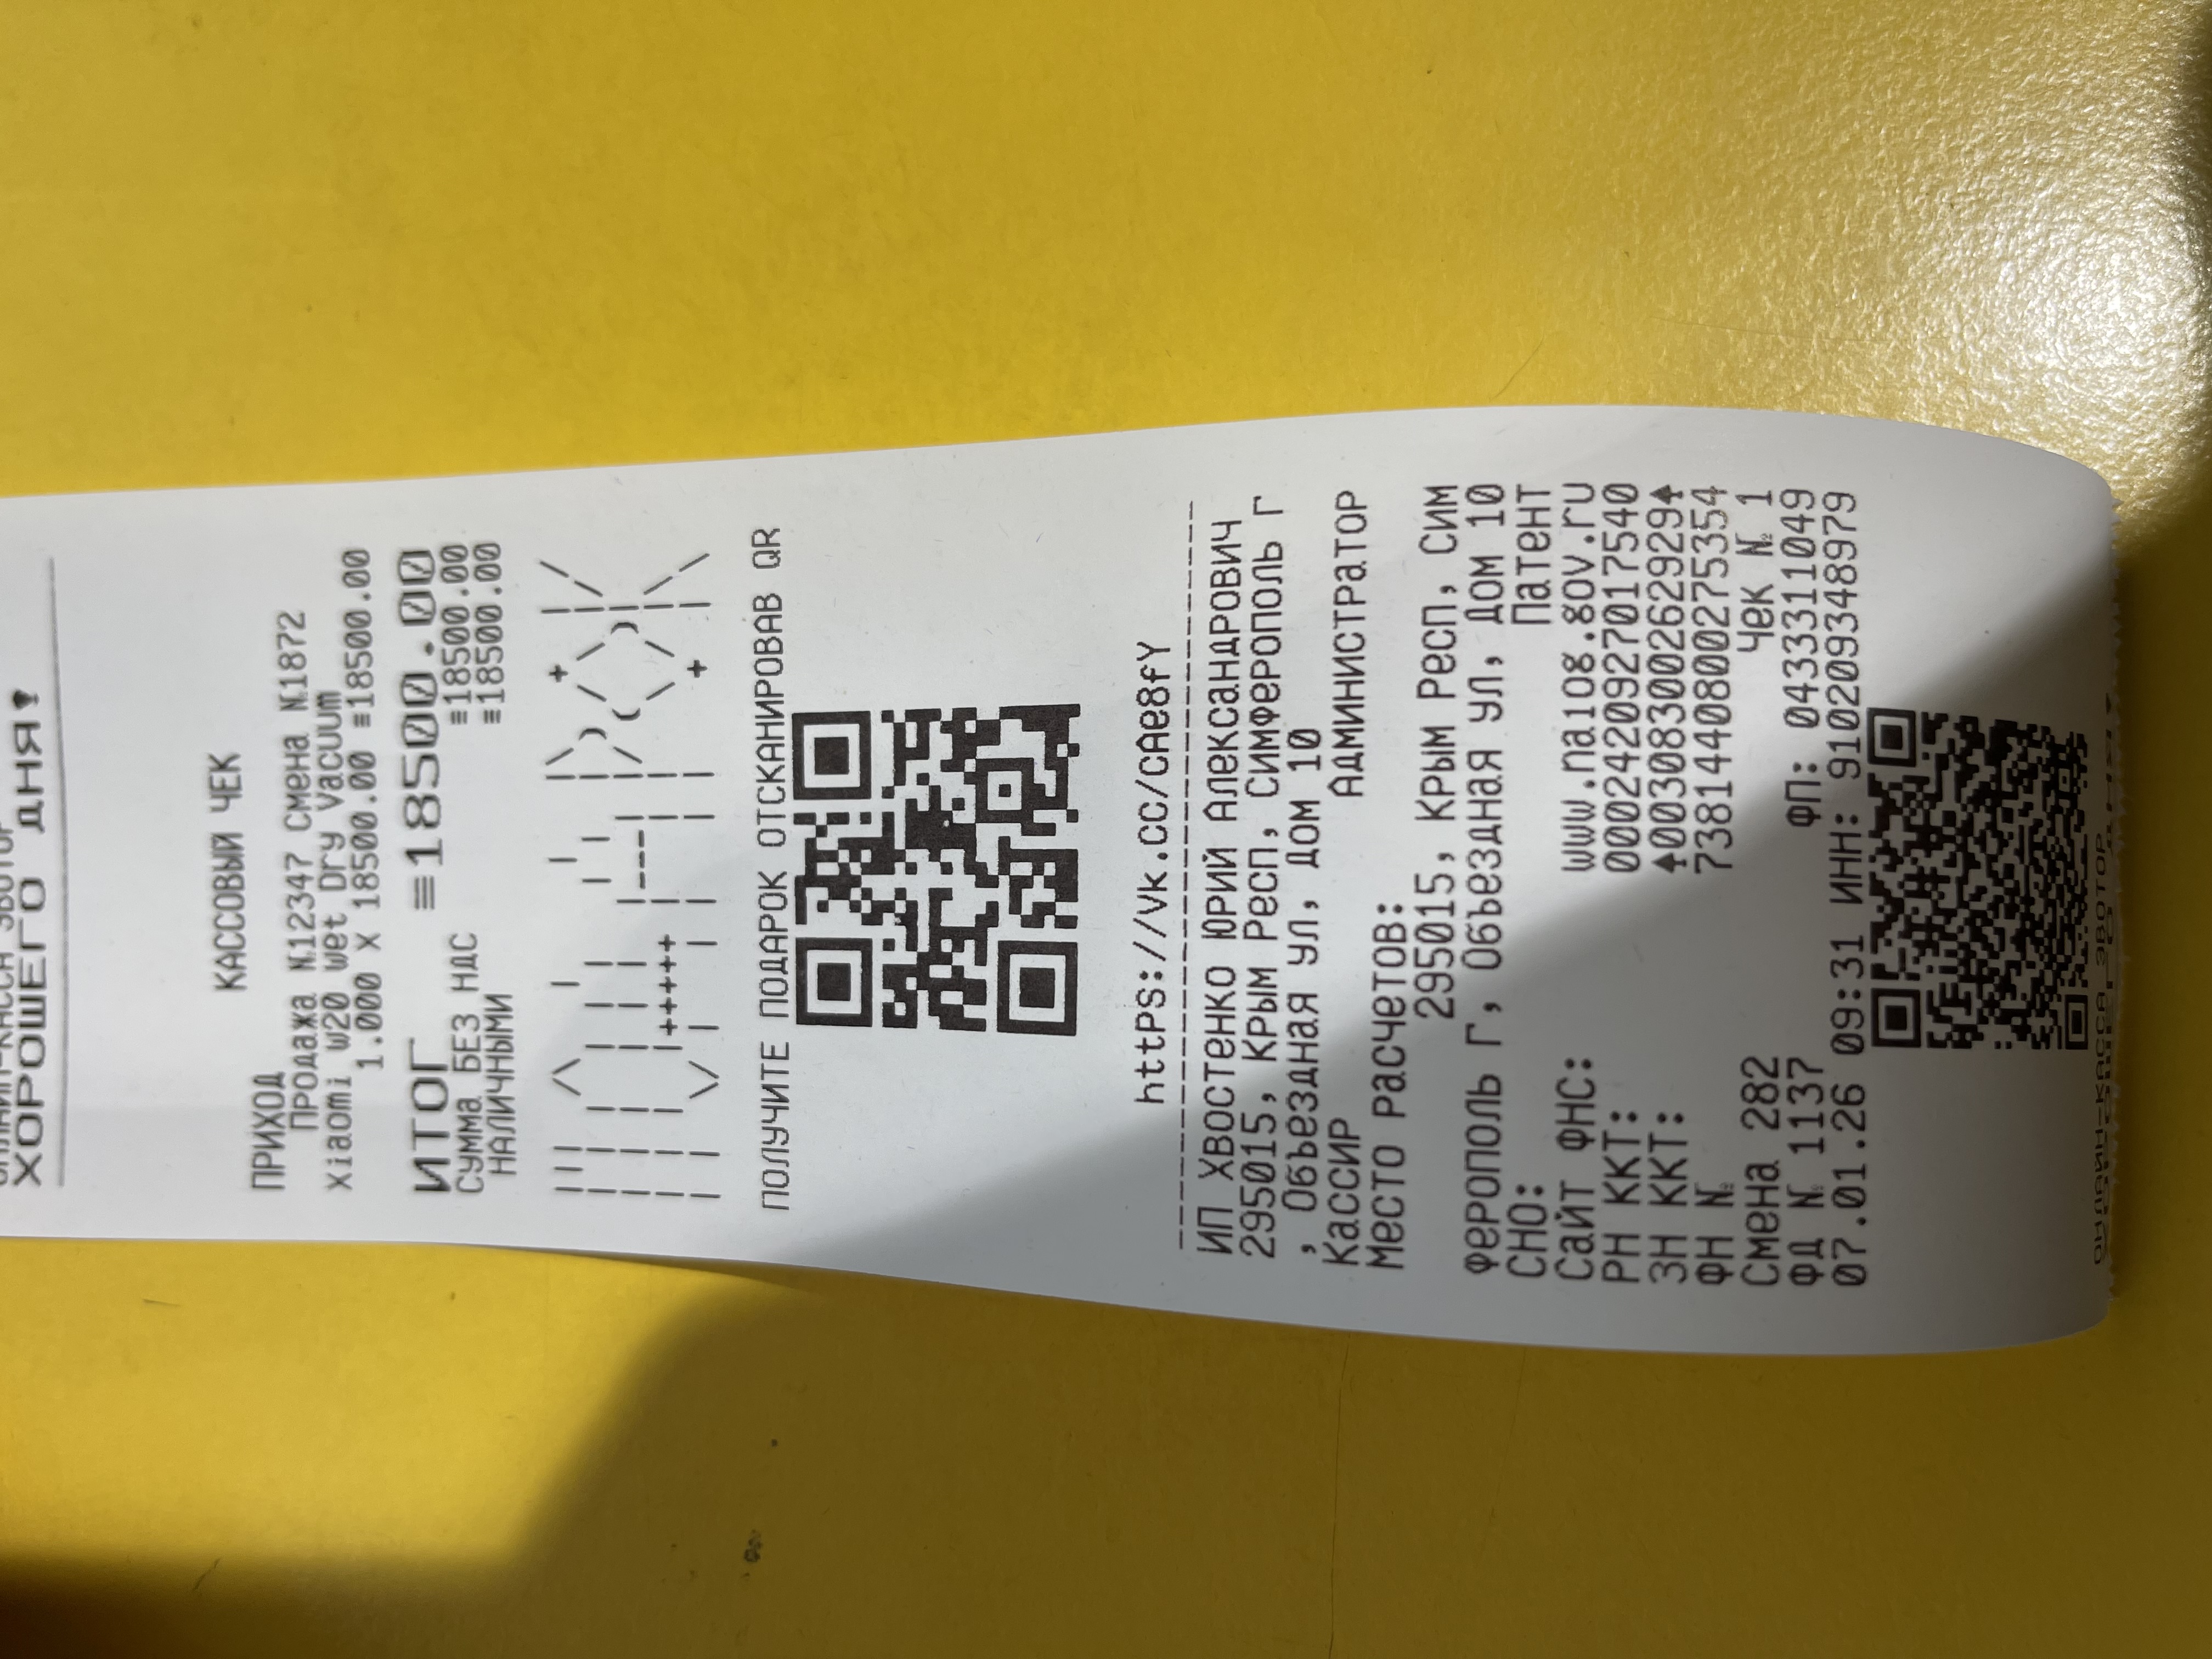 ХОРОШЕГО ДНЯ!
КАССОВЫЙ ЧЕК
ПРИХОД
ПРОДАЖА №12347 Смена №1872
Xiaomi W20 Wet Dry Vacuum
1.000 X 18500.00 ≡18500.00
ИТОГ ≡18500.00
СУММА БЕЗ НДС ≡18500.00
НАЛИЧНЫМИ ≡18500.00
ПОЛУЧИТЕ ПОДАРОК ОТСКАНИРОВАВ QR
https://vk.cc/cAe8fY
ИП ХВОСТЕНКО ЮРИЙ АЛЕКСАНДРОВИЧ
295015, Крым Респ, СИМФЕРОПОЛЬ Г
, Объездная ул, дом 10
Кассир АДМИНИСТРАТОР
Место расчетов:
295015, Крым Респ, Сим
ферополь г, Объездная ул, дом 10
СНО: Патент
Сайт ФНС: www.nalog.gov.ru
РН ККТ: 0002420927017540
ЗН ККТ: ♠00308300262929♠
ФН № 7381440800275354
Смена 282 Чек № 1
ФД № 1137 ФП: 0433311049
07.01.26 09:31 ИНН: 910209348979
ОНЛАЙН-КАССА ЭВОТОР